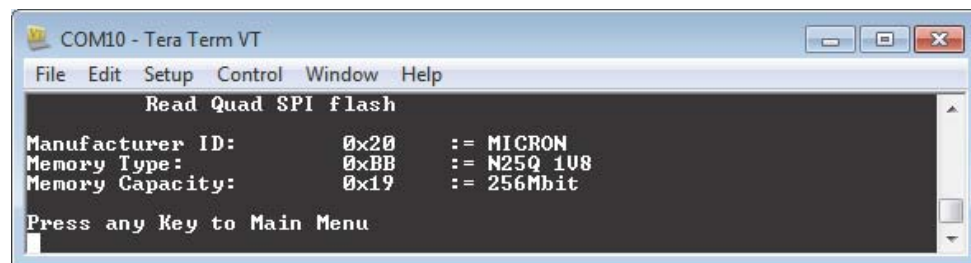 COM10 - Tera Term VT
File Edit Setup Control Window Help
Read Quad SPI flash
Manufacturer ID: 0x20 := MICRON
Memory Type: 0xBB := N25Q 1V8
Memory Capacity: 0x19 := 256Mbit
Press any Key to Main Menu